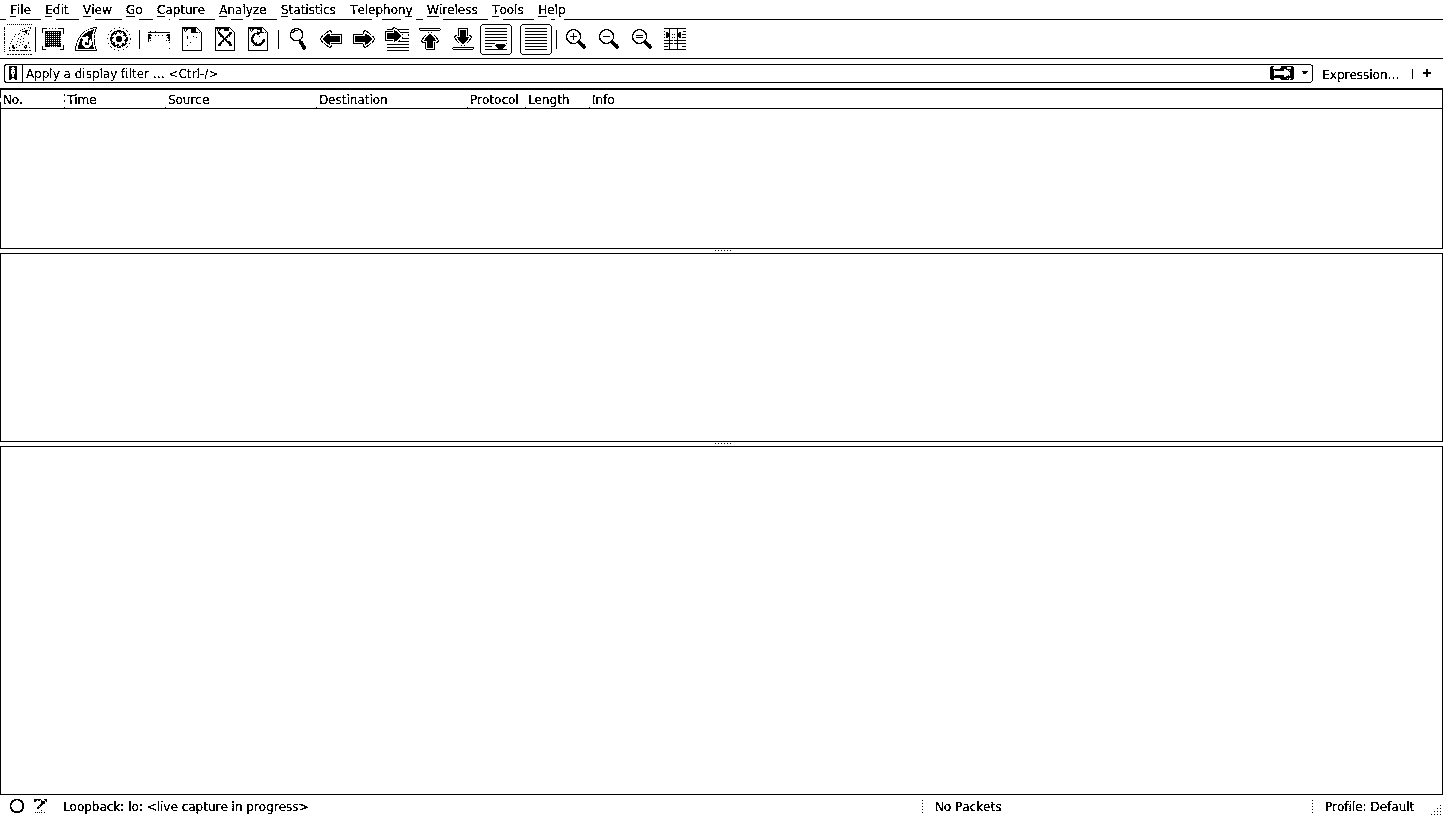 File Edit View Go Capture Analyze Statistics Telephony Wireless Tools Help
Apply a display filter ... <Ctrl-/> Expression... +
No. Time Source Destination Protocol Length Info
Loopback: lo: <live capture in progress> No Packets Profile: Default